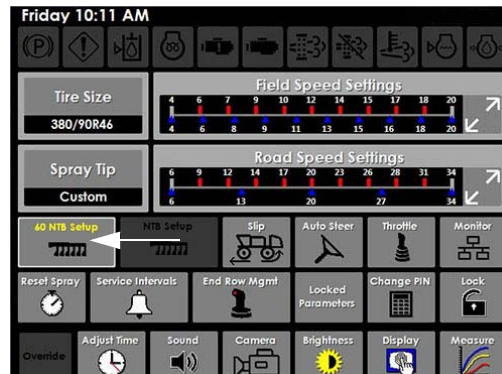 Friday 10:11 AM
Tire Size
380/90R46
Field Speed Settings
4 6 7 9 10 12 14 15 17 18 20
4 6 8 9 11 13 15 16 18 20
Spray Tip
Custom
Road Speed Settings
6 9 12 14 17 20 23 26 28 31 34
6 13 20 27 34
60 NTB Setup
NTB Setup
Slip
Auto Steer
Throttle
Monitor
Reset Spray
Service Intervals
End Row Mgmt
Locked
Parameters
Change PIN
Lock
Override
Adjust Time
Sound
Camera
Brightness
Display
Measure